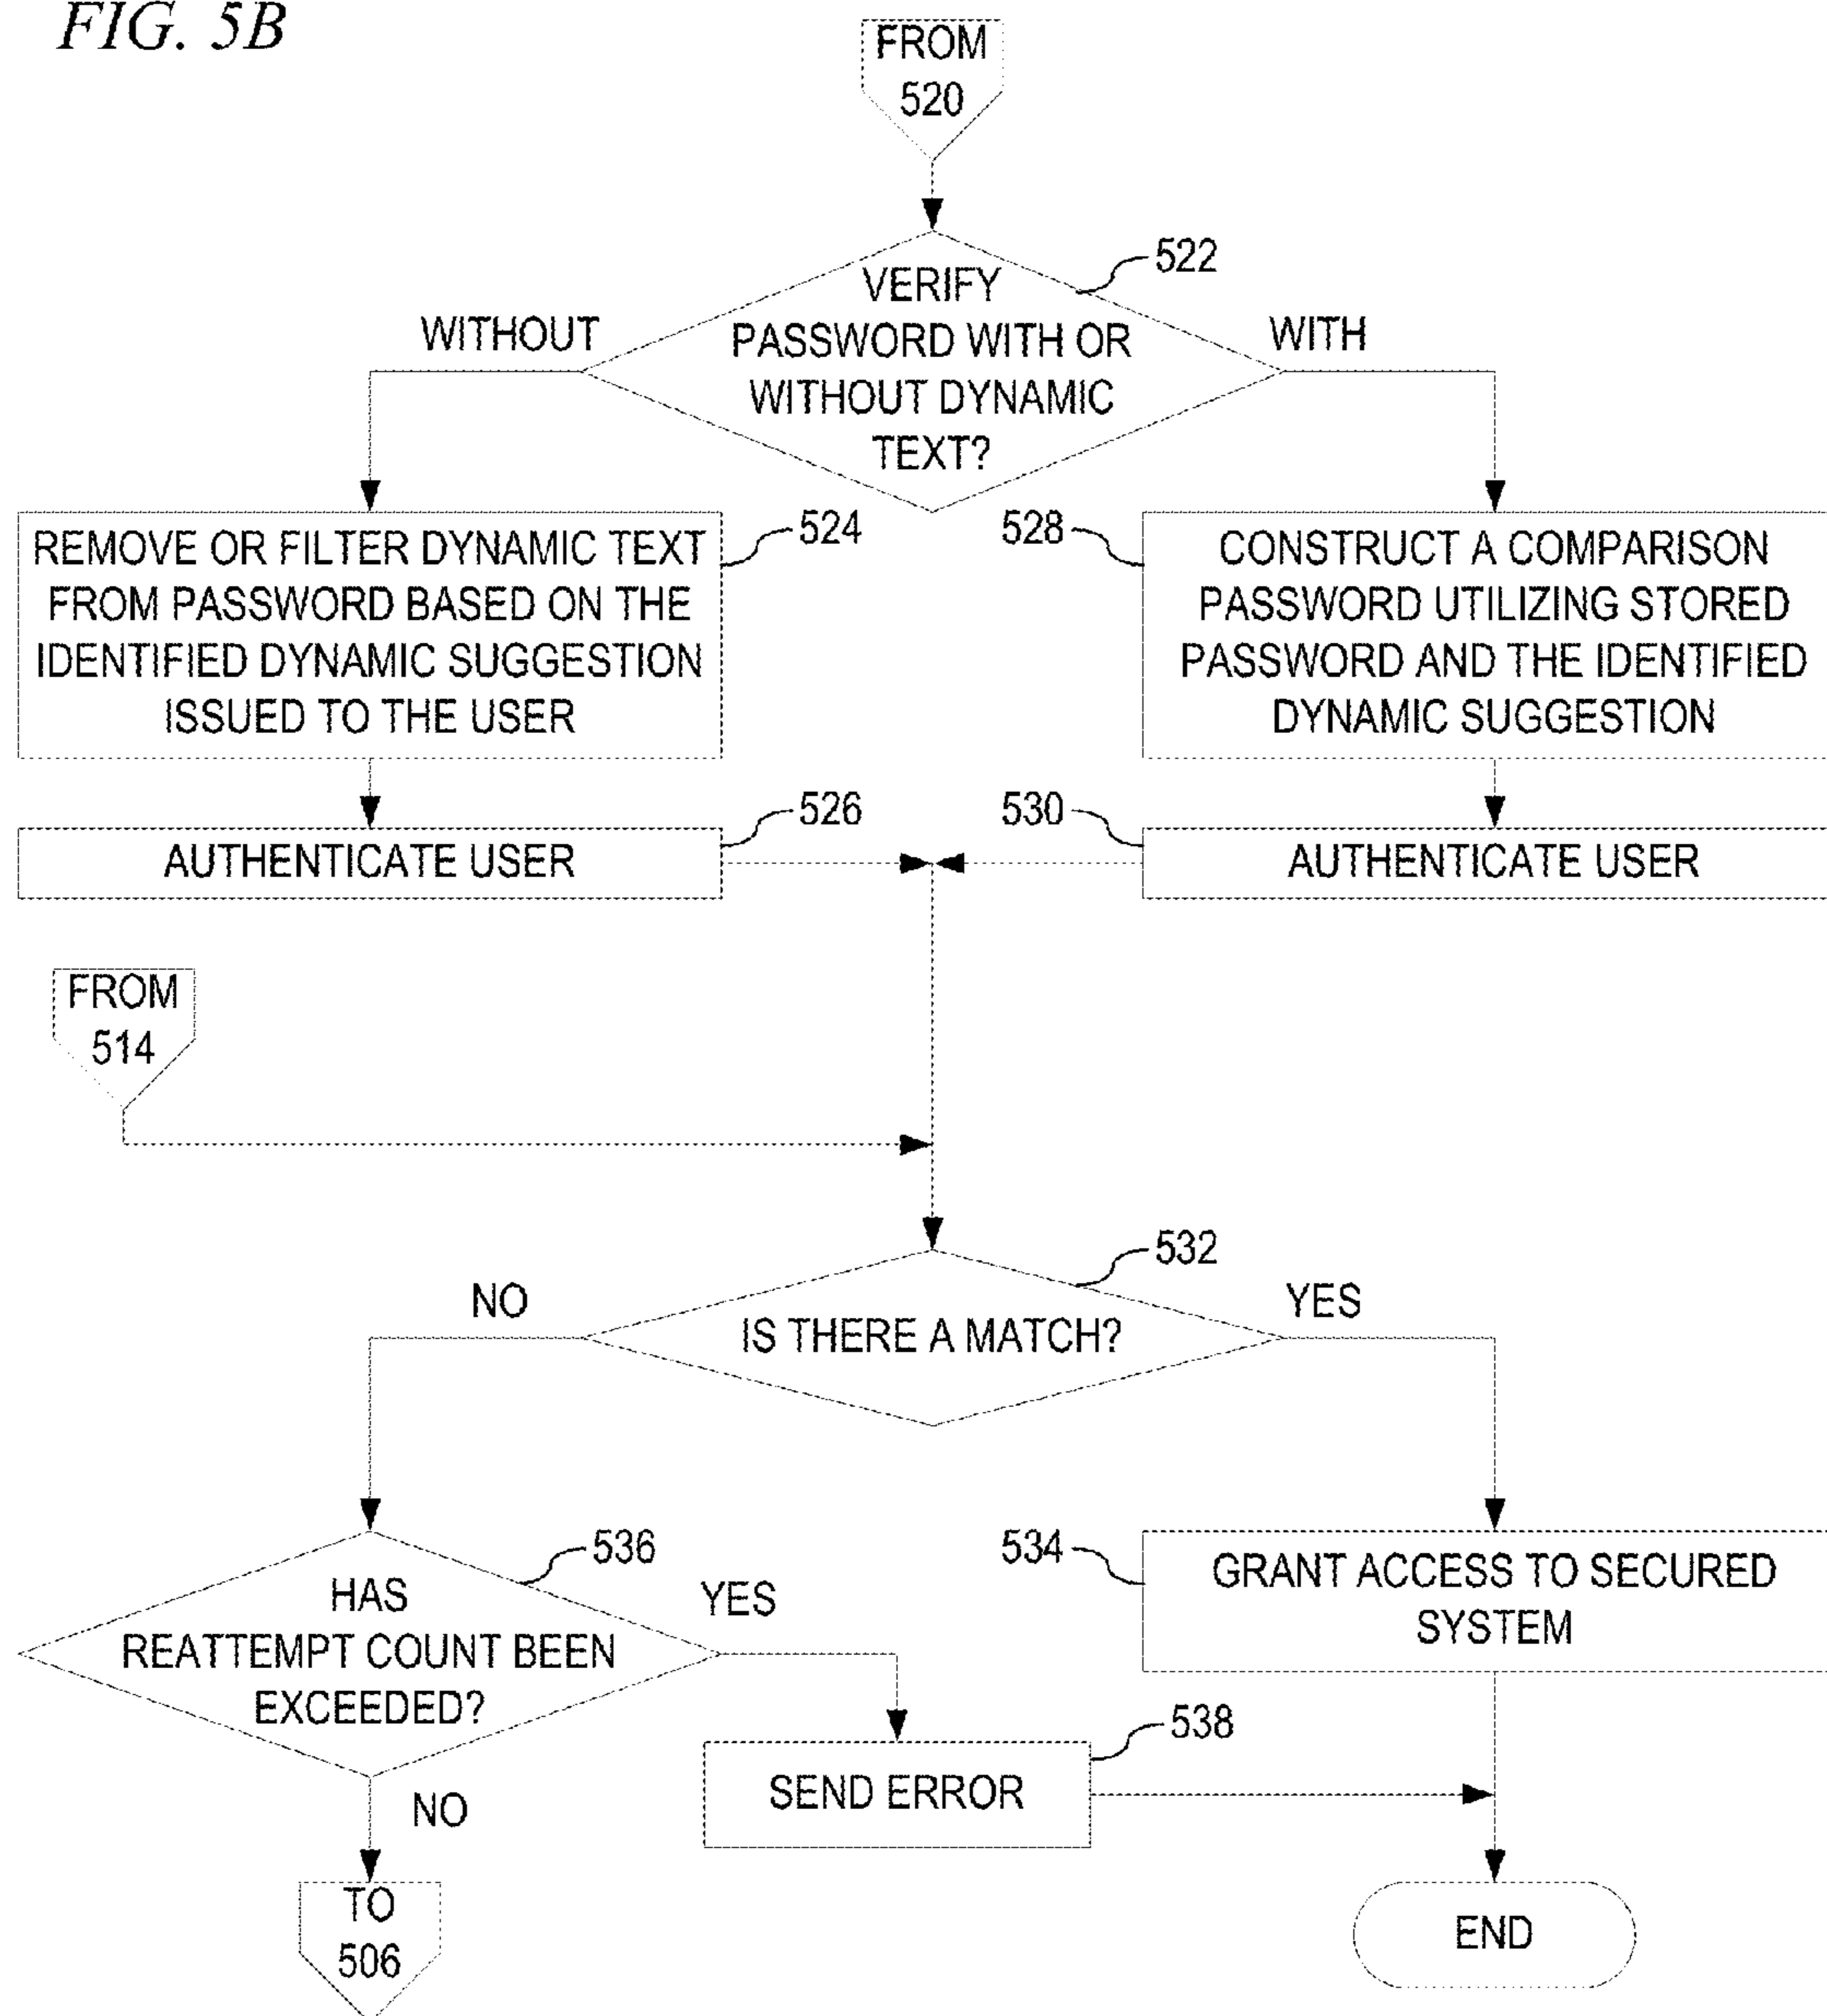 FIG. 5B
FROM
520
522
VERIFY
PASSWORD WITH OR
WITHOUT DYNAMIC
TEXT?
WITHOUT
WITH
524
REMOVE OR FILTER DYNAMIC TEXT
FROM PASSWORD BASED ON THE
IDENTIFIED DYNAMIC SUGGESTION
ISSUED TO THE USER
528
CONSTRUCT A COMPARISON
PASSWORD UTILIZING STORED
PASSWORD AND THE IDENTIFIED
DYNAMIC SUGGESTION
526
AUTHENTICATE USER
530
AUTHENTICATE USER
FROM
514
532
NO
IS THERE A MATCH?
YES
536
HAS
REATTEMPT COUNT BEEN
EXCEEDED?
YES
534
GRANT ACCESS TO SECURED
SYSTEM
538
SEND ERROR
NO
TO
506
END